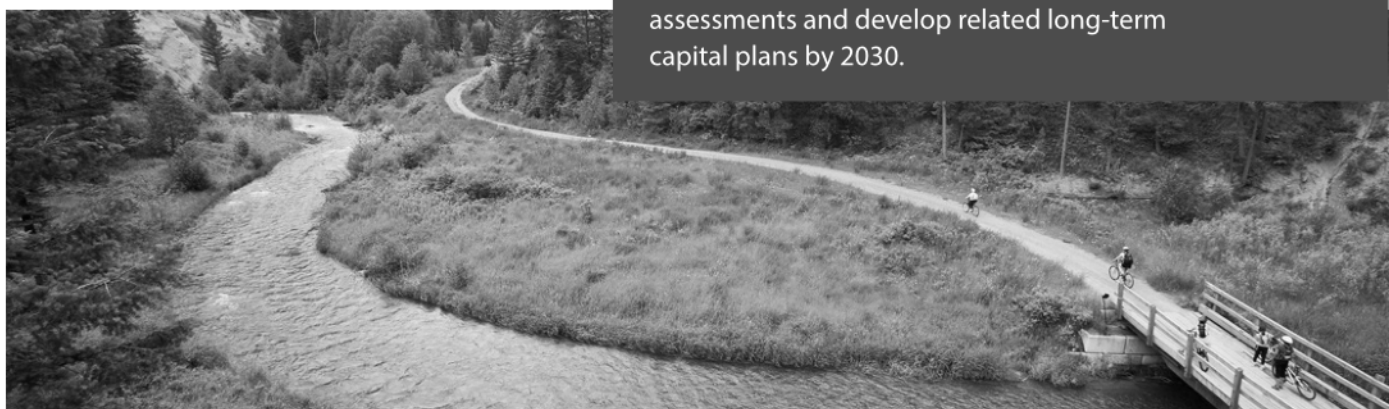 assessments and develop related long-term
capital plans by 2030.